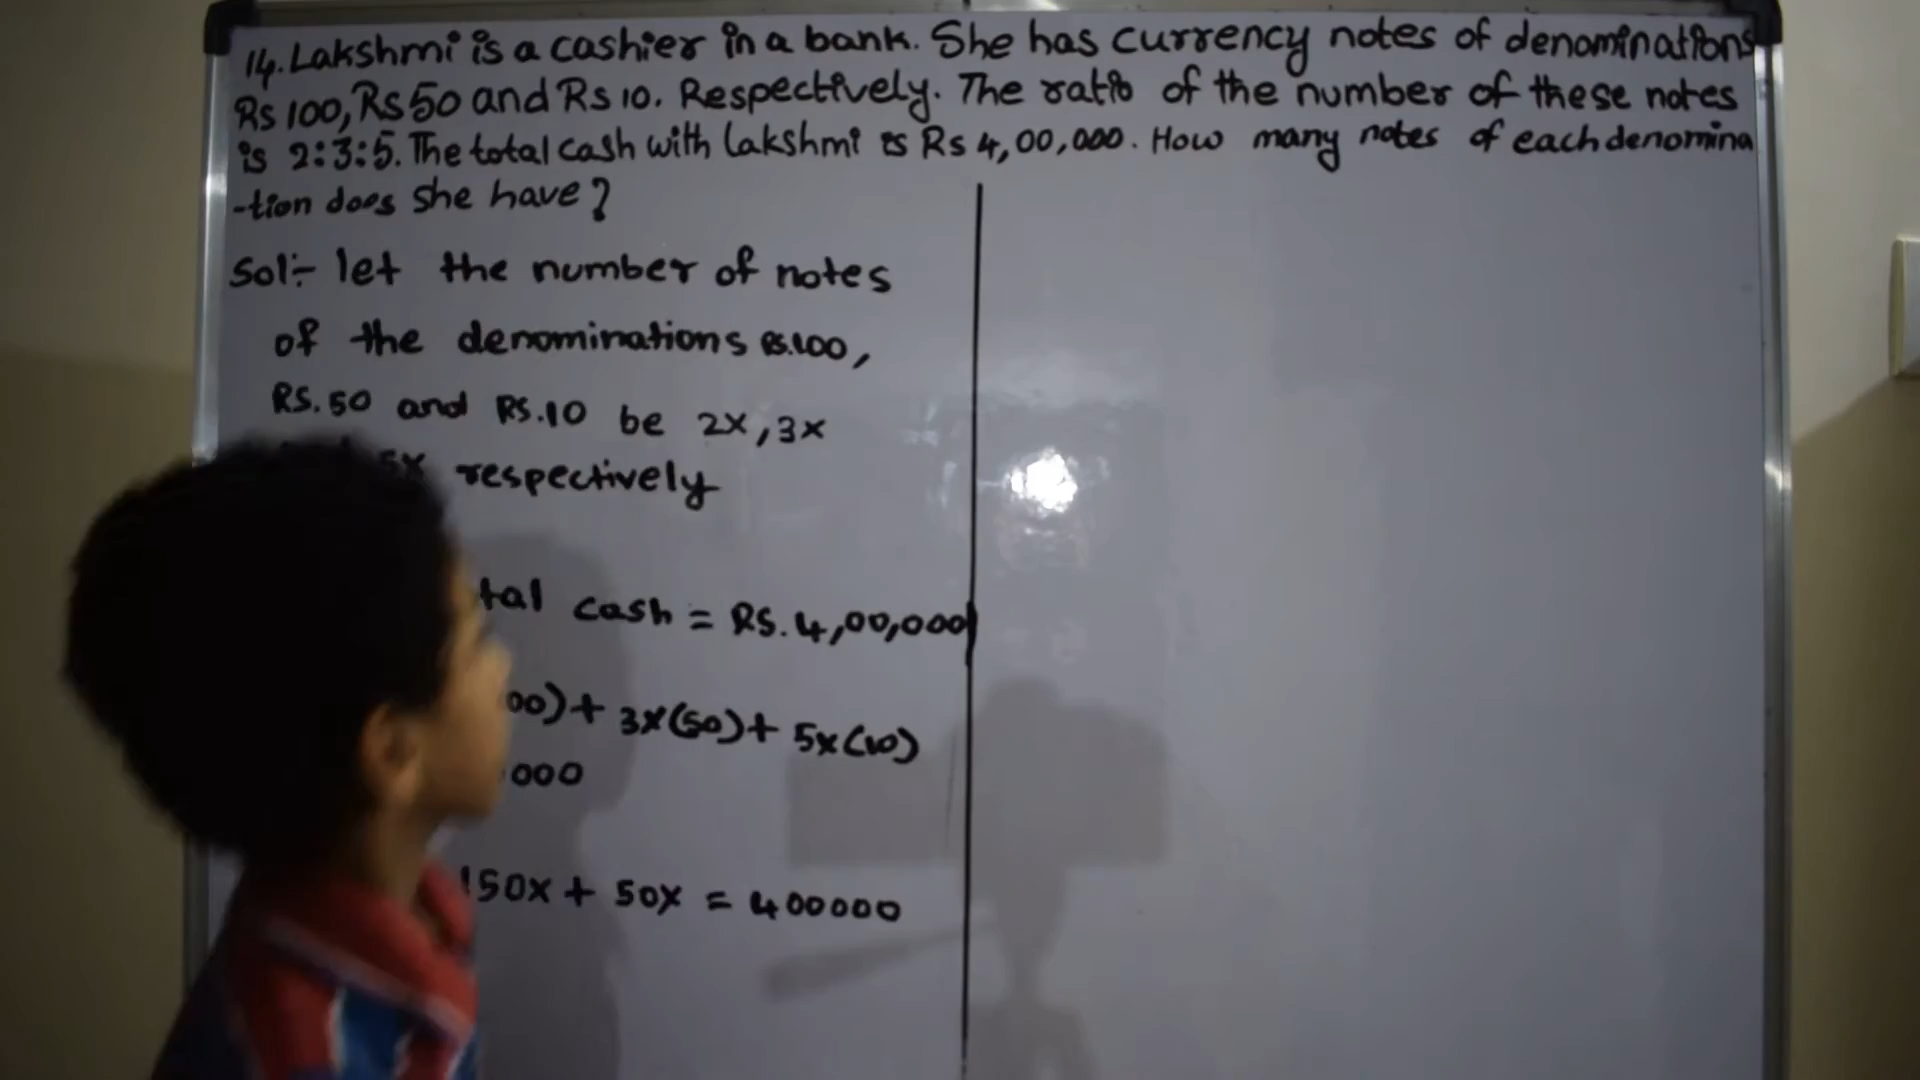 14. Lakshmi is a cashier in a bank. She has currency notes of denominations
Rs 100, Rs 50 and Rs 10. Respectively. The ratio of the number of these notes
is 2:3:5. The total cash with Lakshmi is Rs 4,00,000. How many notes of each denomina
-tion does she have?
Sol:- let the number of notes
of the denominations Rs.100,
RS.50 and RS.10 be 2x, 3x
5x respectively
tal cash = RS. 4,00,000
00) + 3x(50) + 5x(10)
000
150x + 50x = 400000